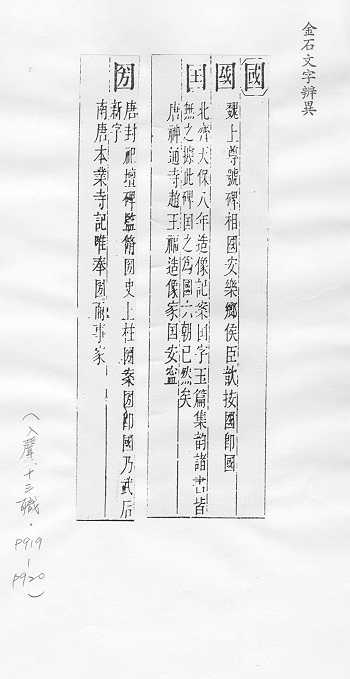 金石文字辨異
國
魏上尊號碑相國安樂鄉侯臣歆按國即國
囯
北齊天保八年造像記案囯字玉篇集韵諸書皆
無之據此碑囯之為國六朝已然矣
唐神通寺趙王福造像家囯安寍
圀
唐封祀壇碑監脩圀史上柱圀案圀即國乃武后
新字
南唐本業寺記唯奉圀事家
(入聲.十三職.
P919
-
P920)